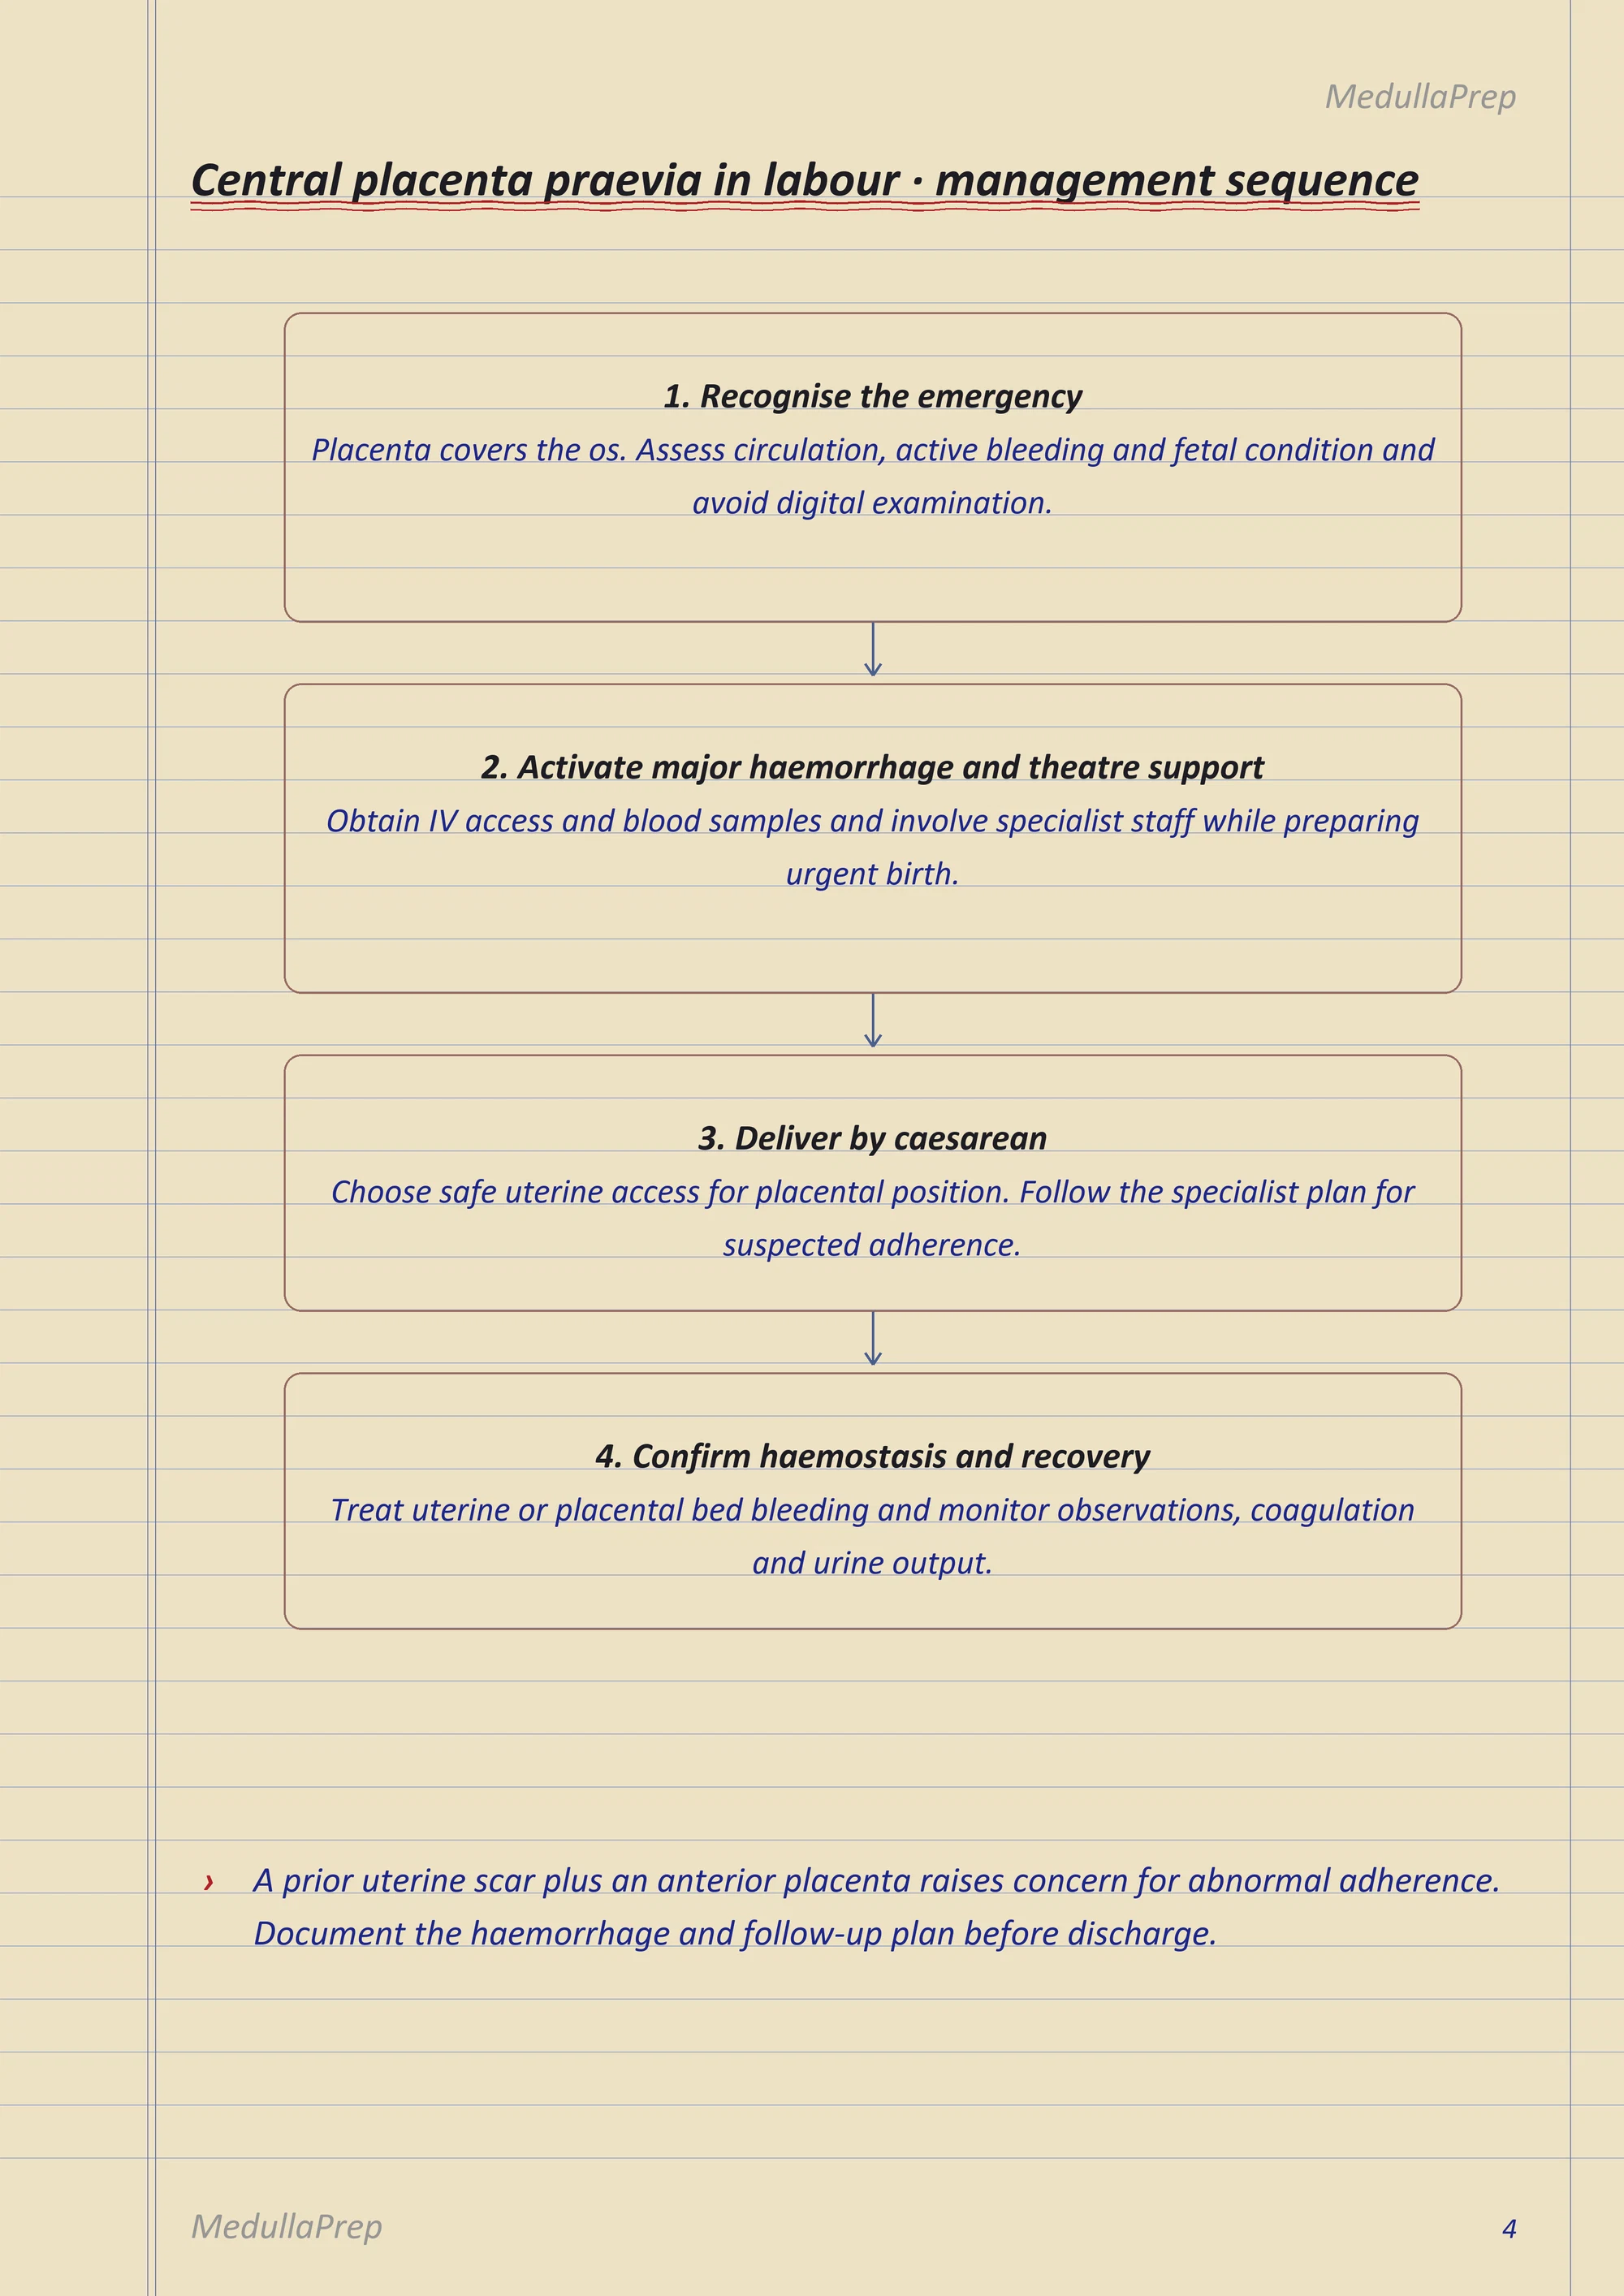 MedullaPrep
Central placenta praevia in labour · management sequence
1. Recognise the emergency
Placenta covers the os. Assess circulation, active bleeding and fetal condition and
avoid digital examination.
2. Activate major haemorrhage and theatre support
Obtain IV access and blood samples and involve specialist staff while preparing
urgent birth.
3. Deliver by caesarean
Choose safe uterine access for placental position. Follow the specialist plan for
suspected adherence.
4. Confirm haemostasis and recovery
Treat uterine or placental bed bleeding and monitor observations, coagulation
and urine output.
› A prior uterine scar plus an anterior placenta raises concern for abnormal adherence.
Document the haemorrhage and follow-up plan before discharge.
MedullaPrep
4